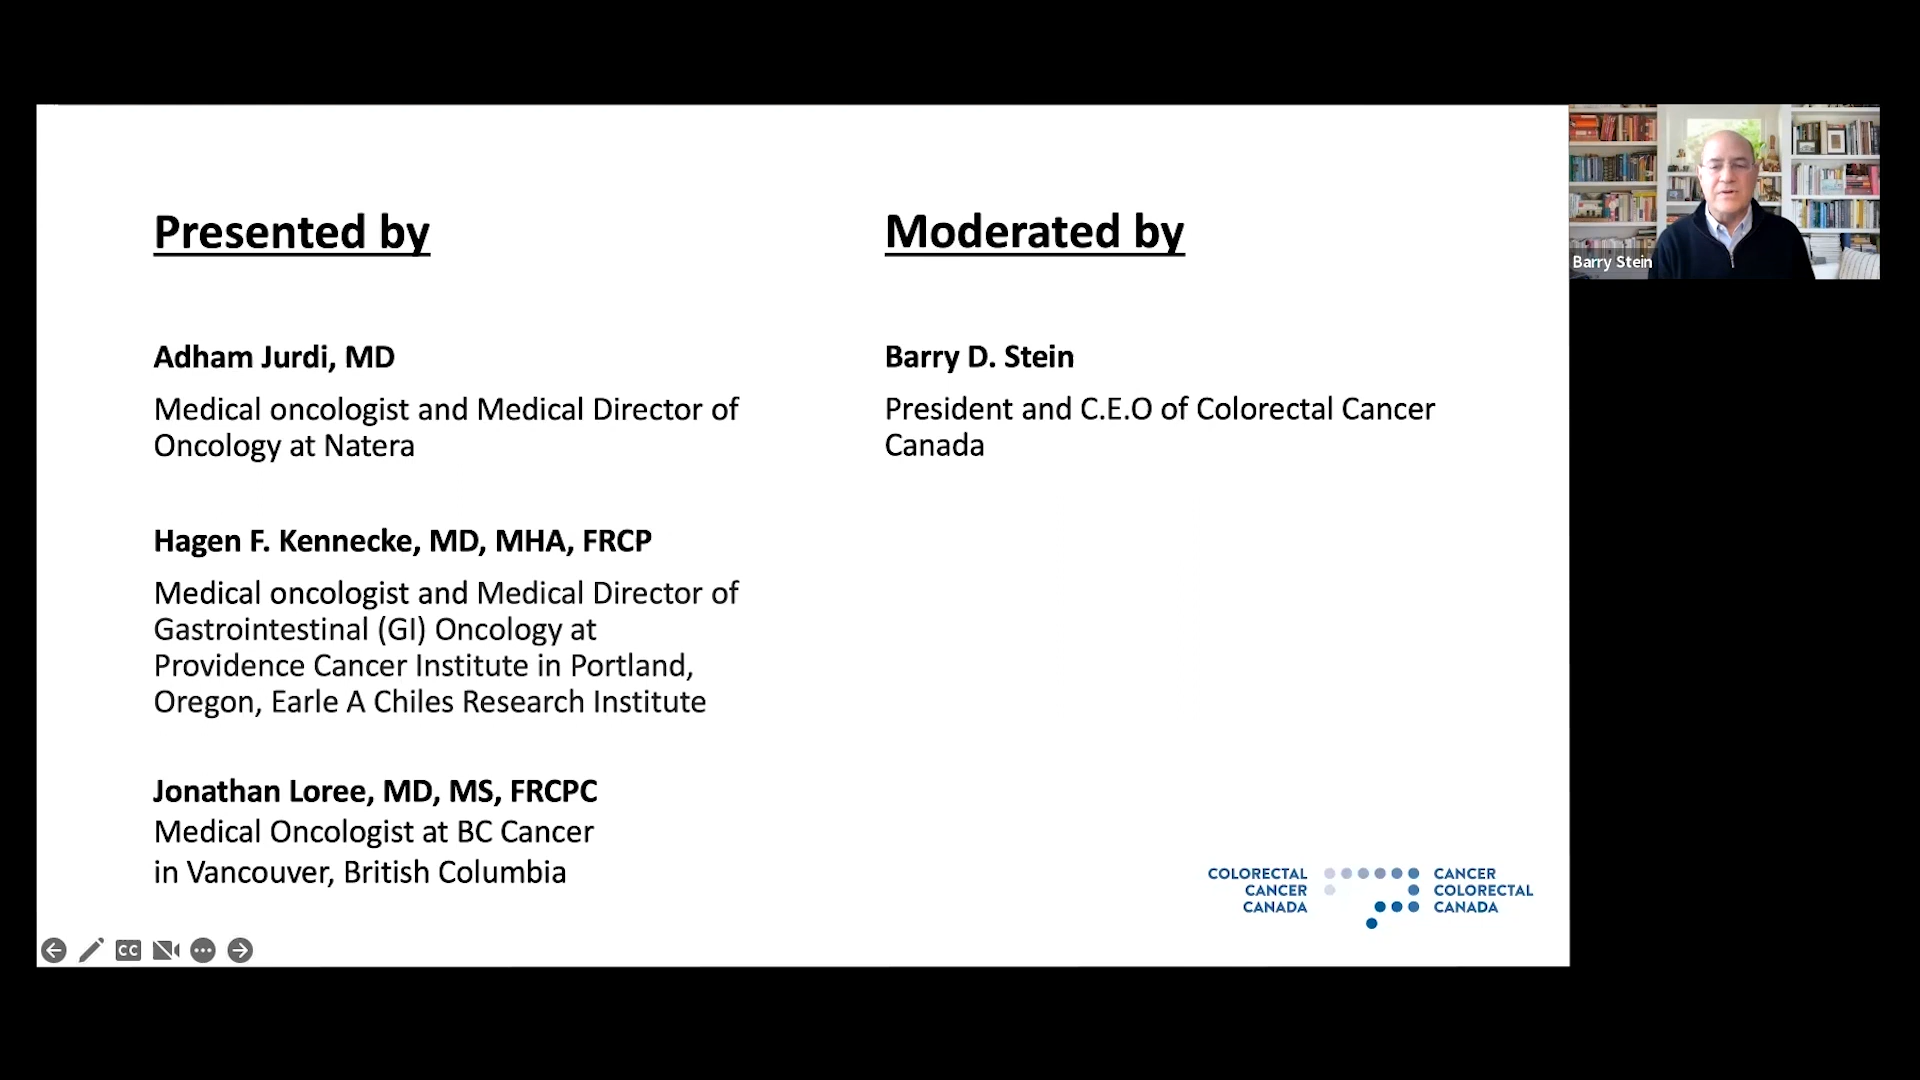 Presented by
Adham Jurdi, MD
Medical oncologist and Medical Director of
Oncology at Natera
Hagen F. Kennecke, MD, MHA, FRCP
Medical oncologist and Medical Director of
Gastrointestinal (GI) Oncology at
Providence Cancer Institute in Portland,
Oregon, Earle A Chiles Research Institute
Jonathan Loree, MD, MS, FRCPC
Medical Oncologist at BC Cancer
in Vancouver, British Columbia
Moderated by
Barry D. Stein
President and C.E.O of Colorectal Cancer
Canada
COLORECTAL
CANCER
CANADA
CANCER
COLORECTAL
CANADA
CC
Barry Stein